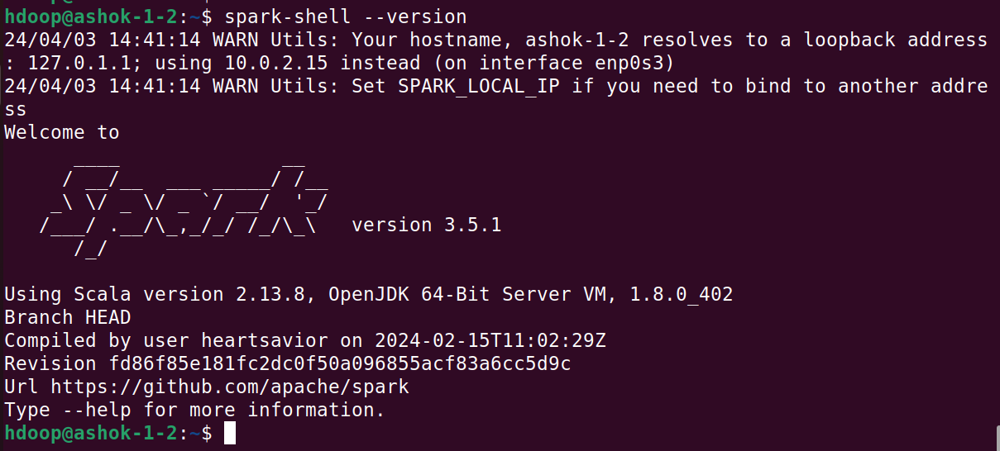 hdoop@ashok-1-2:~$ spark-shell --version
24/04/03 14:41:14 WARN Utils: Your hostname, ashok-1-2 resolves to a loopback address
: 127.0.1.1; using 10.0.2.15 instead (on interface enp0s3)
24/04/03 14:41:14 WARN Utils: Set SPARK_LOCAL_IP if you need to bind to another addre
ss
Welcome to
      ____              __
     / __/__  ___ _____/ /__
    _\ \/ _ \/ _ `/ __/  '_/
   /___/ .__/\_,_/_/ /_/\_\   version 3.5.1
      /_/
Using Scala version 2.13.8, OpenJDK 64-Bit Server VM, 1.8.0_402
Branch HEAD
Compiled by user heartsavior on 2024-02-15T11:02:29Z
Revision fd86f85e181fc2dc0f50a096855acf83a6cc5d9c
Url https://github.com/apache/spark
Type --help for more information.
hdoop@ashok-1-2:~$